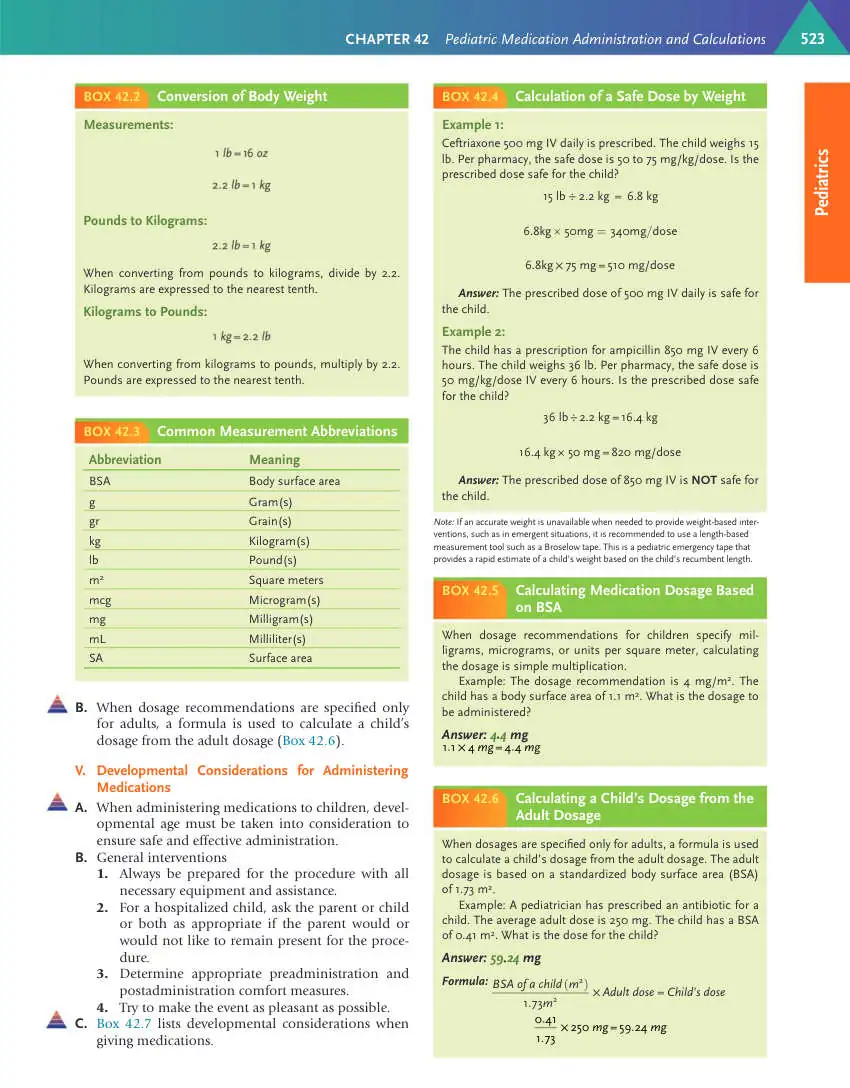 CHAPTER 42 Pediatric Medication Administration and Calculations 523
Pediatrics
BOX 42.2 Conversion of Body Weight
Measurements:
1 lb = 16 oz
2.2 lb = 1 kg
Pounds to Kilograms:
2.2 lb = 1 kg
When converting from pounds to kilograms, divide by 2.2.
Kilograms are expressed to the nearest tenth.
Kilograms to Pounds:
1 kg = 2.2 lb
When converting from kilograms to pounds, multiply by 2.2.
Pounds are expressed to the nearest tenth.
BOX 42.3 Common Measurement Abbreviations
Abbreviation Meaning
BSA Body surface area
g Gram(s)
gr Grain(s)
kg Kilogram(s)
lb Pound(s)
m² Square meters
mcg Microgram(s)
mg Milligram(s)
mL Milliliter(s)
SA Surface area
B. When dosage recommendations are specified only
for adults, a formula is used to calculate a child's
dosage from the adult dosage (Box 42.6).
V. Developmental Considerations for Administering
Medications
A. When administering medications to children, devel-
opmental age must be taken into consideration to
ensure safe and effective administration.
B. General interventions
1. Always be prepared for the procedure with all
necessary equipment and assistance.
2. For a hospitalized child, ask the parent or child
or both as appropriate if the parent would or
would not like to remain present for the proce-
dure.
3. Determine appropriate preadministration and
postadministration comfort measures.
4. Try to make the event as pleasant as possible.
C. Box 42.7 lists developmental considerations when
giving medications.
BOX 42.4 Calculation of a Safe Dose by Weight
Example 1:
Ceftriaxone 500 mg IV daily is prescribed. The child weighs 15
lb. Per pharmacy, the safe dose is 50 to 75 mg/kg/dose. Is the
prescribed dose safe for the child?
15 lb ÷ 2.2 kg = 6.8 kg
6.8kg × 50mg = 340mg/dose
6.8kg × 75 mg = 510 mg/dose
Answer: The prescribed dose of 500 mg IV daily is safe for
the child.
Example 2:
The child has a prescription for ampicillin 850 mg IV every 6
hours. The child weighs 36 lb. Per pharmacy, the safe dose is
50 mg/kg/dose IV every 6 hours. Is the prescribed dose safe
for the child?
36 lb ÷ 2.2 kg = 16.4 kg
16.4 kg × 50 mg = 820 mg/dose
Answer: The prescribed dose of 850 mg IV is NOT safe for
the child.
Note: If an accurate weight is unavailable when needed to provide weight-based inter-
ventions, such as in emergent situations, it is recommended to use a length-based
measurement tool such as a Broselow tape. This is a pediatric emergency tape that
provides a rapid estimate of a child's weight based on the child's recumbent length.
BOX 42.5 Calculating Medication Dosage Based
on BSA
When dosage recommendations for children specify mil-
ligrams, micrograms, or units per square meter, calculating
the dosage is simple multiplication.
Example: The dosage recommendation is 4 mg/m². The
child has a body surface area of 1.1 m². What is the dosage to
be administered?
Answer: 4.4 mg
1.1 × 4 mg = 4.4 mg
BOX 42.6 Calculating a Child's Dosage from the
Adult Dosage
When dosages are specified only for adults, a formula is used
to calculate a child's dosage from the adult dosage. The adult
dosage is based on a standardized body surface area (BSA)
of 1.73 m².
Example: A pediatrician has prescribed an antibiotic for a
child. The average adult dose is 250 mg. The child has a BSA
of 0.41 m². What is the dose for the child?
Answer: 59.24 mg
Formula: BSA of a child (m²)
× Adult dose = Child's dose
1.73m²
0.41
× 250 mg = 59.24 mg
1.73